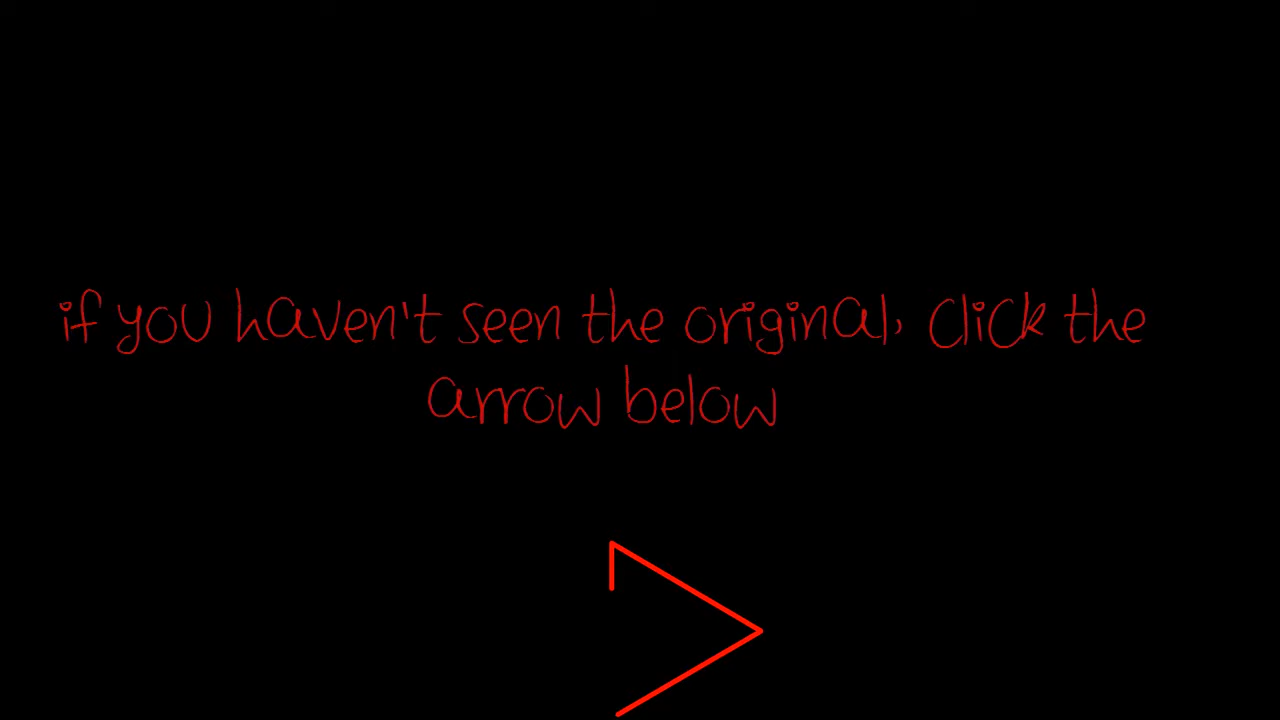 if you haven't seen the original, click the
arrow below